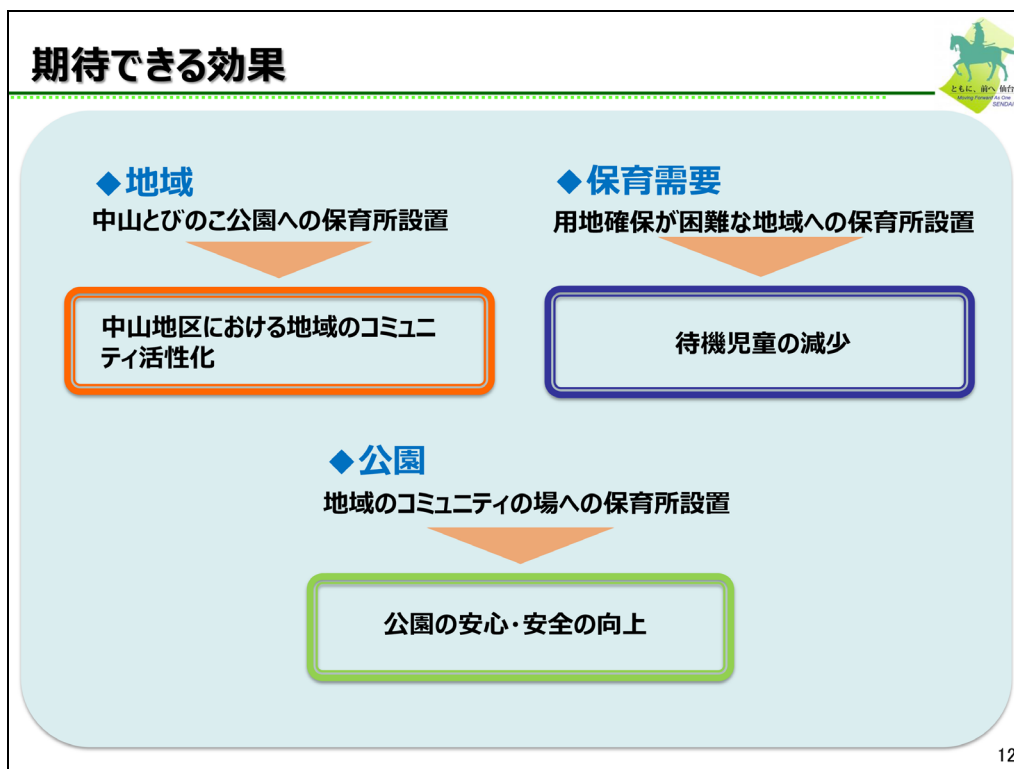 期待できる効果
ともに、前へ 仙台
Moving Forward As One
SENDAI
◆地域
中山とびのこ公園への保育所設置
中山地区における地域のコミュニ
ティ活性化
◆保育需要
用地確保が困難な地域への保育所設置
待機児童の減少
◆公園
地域のコミュニティの場への保育所設置
公園の安心・安全の向上
12